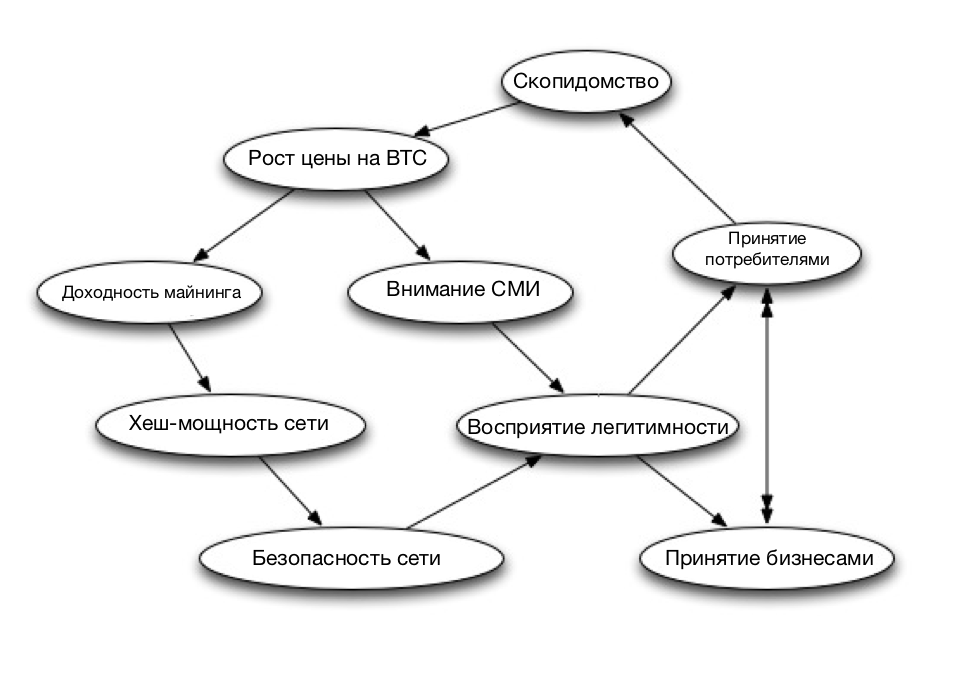 Скопидомство
Рост цены на BTC
Принятие
потребителями
Доходность майнинга
Внимание СМИ
Хеш-мощность сети
Восприятие легитимности
Безопасность сети
Принятие бизнесами